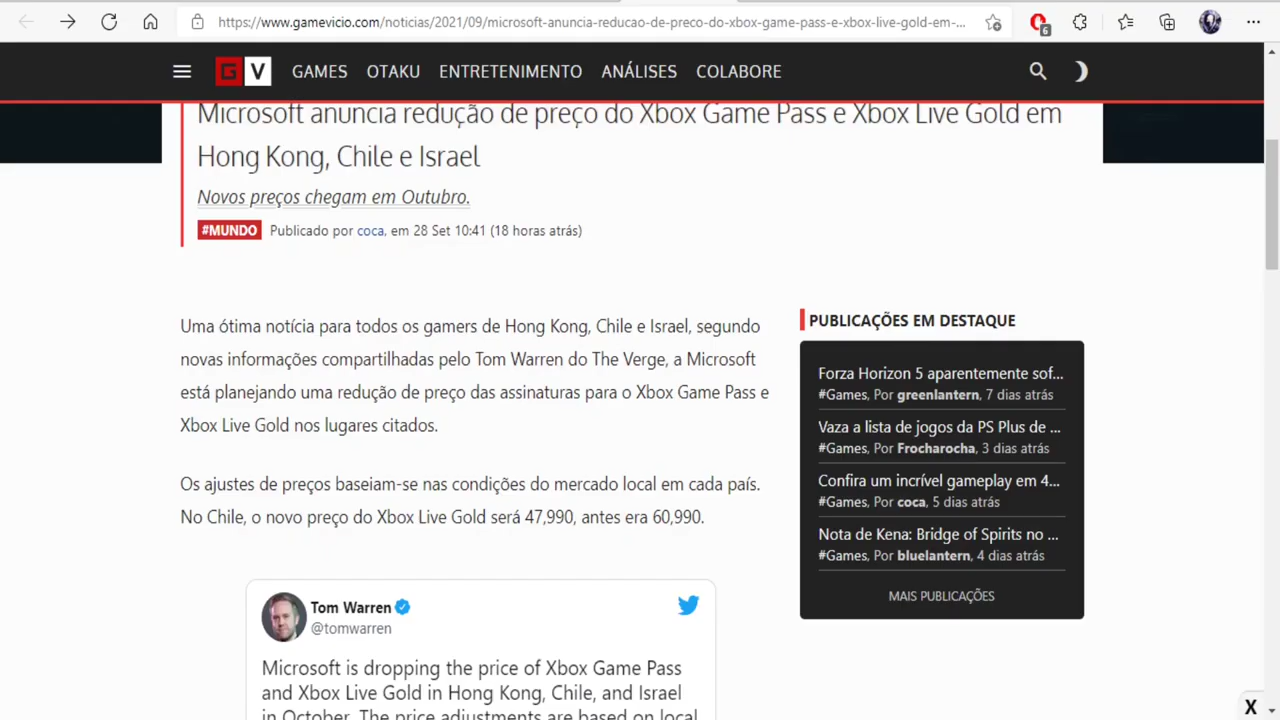 https://www.gamevicio.com/noticias/2021/09/microsoft-anuncia-reducao-de-preco-do-xbox-game-pass-e-xbox-live-gold-em-...
6
GV GAMES OTAKU ENTRETENIMENTO ANÁLISES COLABORE
Microsoft anuncia redução de preço do Xbox Game Pass e Xbox Live Gold em
Hong Kong, Chile e Israel
Novos preços chegam em Outubro.
#MUNDO Publicado por coca, em 28 Set 10:41 (18 horas atrás)
Uma ótima notícia para todos os gamers de Hong Kong, Chile e Israel, segundo
novas informações compartilhadas pelo Tom Warren do The Verge, a Microsoft
está planejando uma redução de preço das assinaturas para o Xbox Game Pass e
Xbox Live Gold nos lugares citados.
Os ajustes de preços baseiam-se nas condições do mercado local em cada país.
No Chile, o novo preço do Xbox Live Gold será 47,990, antes era 60,990.
Tom Warren
@tomwarren
Microsoft is dropping the price of Xbox Game Pass
and Xbox Live Gold in Hong Kong, Chile, and Israel
in October. The price adjustments are based on local
PUBLICAÇÕES EM DESTAQUE
Forza Horizon 5 aparentemente sof...
#Games, Por greenlantern, 7 dias atrás
Vaza a lista de jogos da PS Plus de ...
#Games, Por Frocharocha, 3 dias atrás
Confira um incrível gameplay em 4...
#Games, Por coca, 5 dias atrás
Nota de Kena: Bridge of Spirits no ...
#Games, Por bluelantern, 4 dias atrás
MAIS PUBLICAÇÕES
X